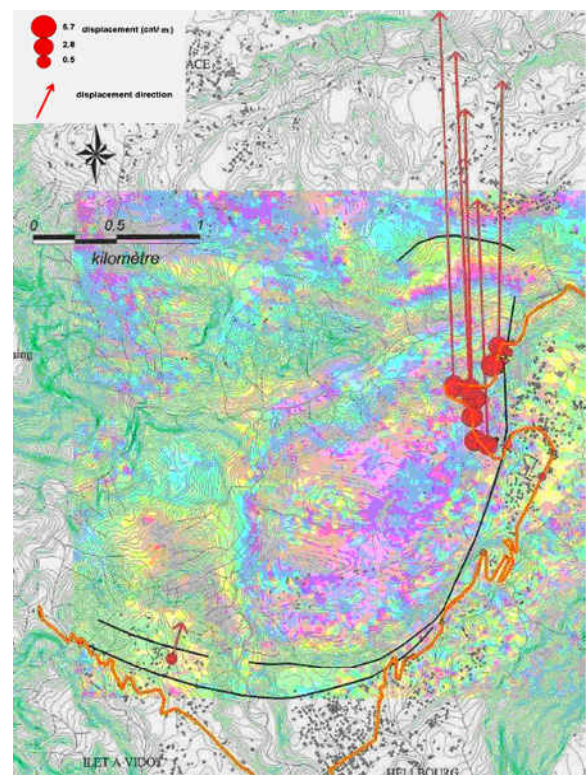 6.7 displacement (cm/m)
2.8
0.5
displacement direction
ACE
0 0.5 1
kilomètre
ning
ILET A VIDOT
HELLBOURG